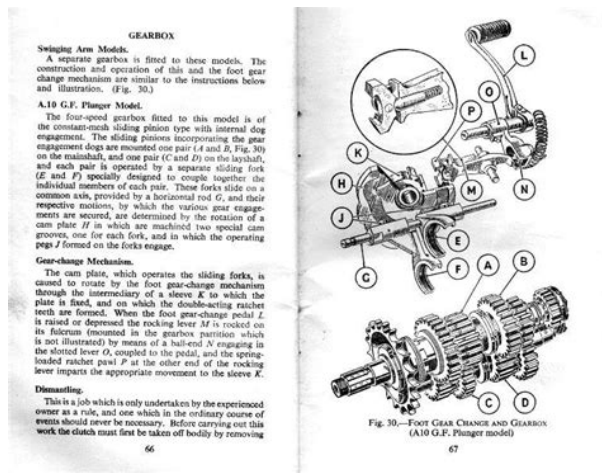 GEARBOX
Swinging Arm Models.
A separate gearbox is fitted to these models. The
construction and operation of this and the foot gear
change mechanism are similar to the instructions below
and illustration. (Fig. 30.)
A.10 G.F. Plunger Model.
The four-speed gearbox fitted to this model is of
the constant-mesh sliding pinion type with internal dog
engagement. The sliding pinions incorporating the gear
engagement dogs are mounted one pair (A and B, Fig. 30)
on the mainshaft, and one pair (C and D) on the layshaft,
and each pair is operated by a separate sliding fork
(E and F) specially designed to couple together the
individual members of each pair. These forks slide on a
common axis, provided by a horizontal rod G, and their
respective motions, by which the various gear engage-
ments are secured, are determined by the rotation of a
cam plate H in which are machined two special cam
grooves, one for each fork, and in which the operating
pegs J formed on the forks engage.
Gear-change Mechanism.
The cam plate, which operates the sliding forks, is
caused to rotate by the foot gear-change mechanism
through the intermediary of a sleeve K to which the
plate is fixed, and on which the double-acting ratchet
teeth are formed. When the foot gear-change pedal L
is raised or depressed the rocking lever M is rocked on
its fulcrum (mounted in the gearbox partition which
is not illustrated) by means of a ball-end N engaging in
the slotted lever O, coupled to the pedal, and the spring-
loaded ratchet pawl P at the other end of the rocking
lever imparts the appropriate movement to the sleeve K.
Dismantling.
This is a job which is only undertaken by the experienced
owner as a rule, and one which in the ordinary course of
events should never be necessary. Before carrying out this
work the clutch must first be taken off bodily by removing
66
L
O
P
K
H
M
N
J
E
G
F
A
B
C
D
Fig. 30.—Foot Gear Change and Gearbox
(A10 G.F. Plunger model)
67